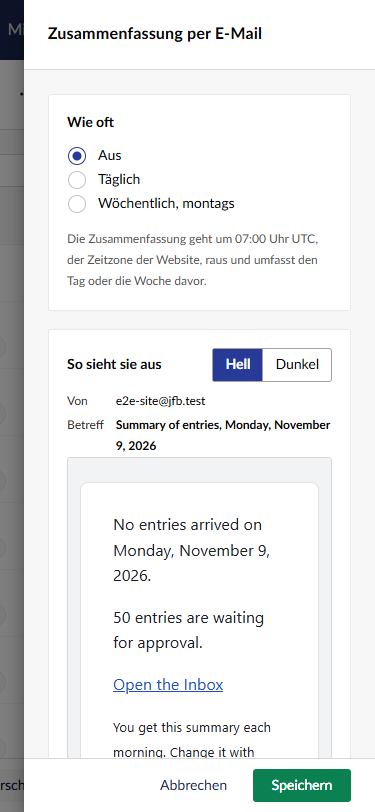 Zusammenfassung per E-Mail
Wie oft
Aus
Täglich
Wöchentlich, montags
Die Zusammenfassung geht um 07:00 Uhr UTC,
der Zeitzone der Website, raus und umfasst den
Tag oder die Woche davor.
So sieht sie aus
Hell Dunkel
Von e2e-site@jfb.test
Betreff Summary of entries, Monday, November
9, 2026
No entries arrived on
Monday, November 9,
2026.
50 entries are waiting
for approval.
Open the Inbox
You get this summary each
morning. Change it with
Abbrechen Speichern